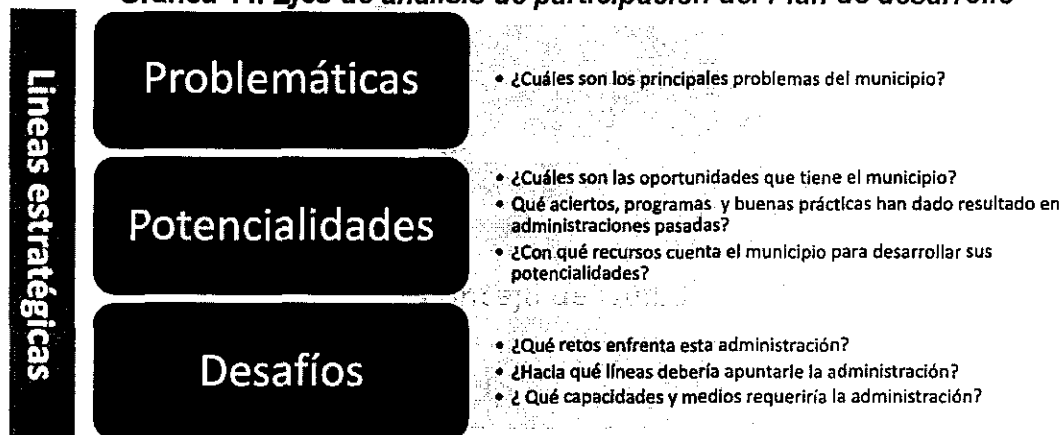 Líneas estratégicas
Problemáticas
• ¿Cuáles son los principales problemas del municipio?
Potencialidades
• ¿Cuáles son las oportunidades que tiene el municipio?
• Qué aciertos, programas y buenas prácticas han dado resultado en
administraciones pasadas?
• ¿Con qué recursos cuenta el municipio para desarrollar sus
potencialidades?
Desafíos
• ¿Qué retos enfrenta esta administración?
• ¿Hacia qué líneas debería apuntarle la administración?
• ¿ Qué capacidades y medios requeriría la administración?